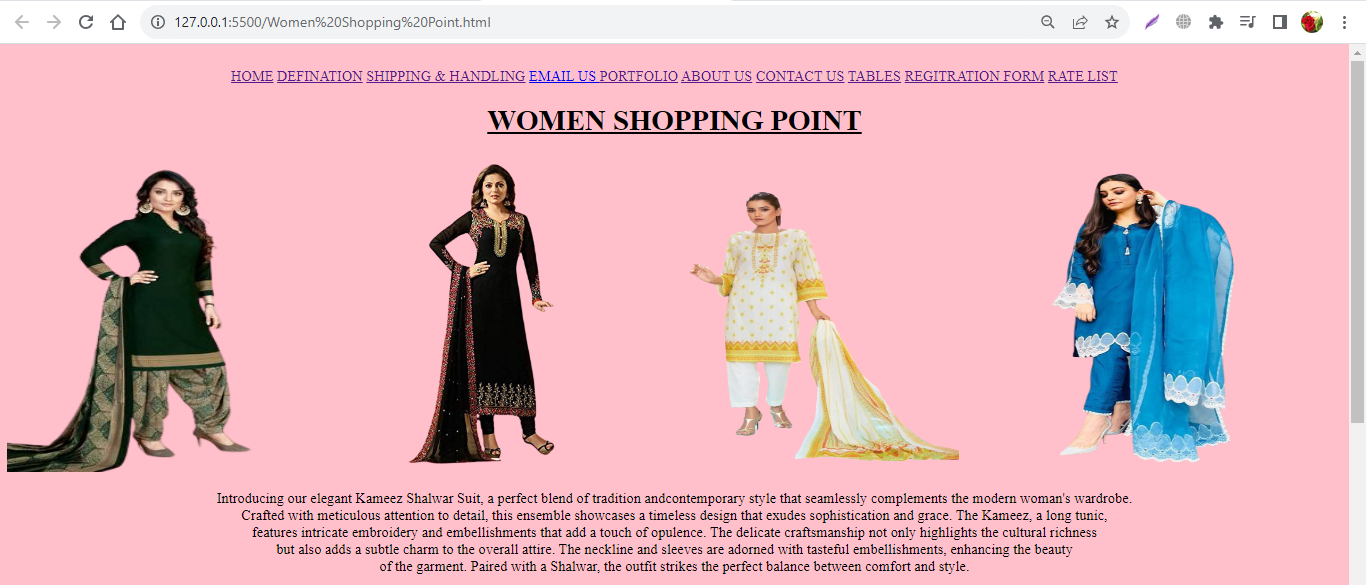 127.0.0.1:5500/Women%20Shopping%20Point.html
HOME DEFINATION SHIPPING & HANDLING EMAIL US PORTFOLIO ABOUT US CONTACT US TABLES REGITRATION FORM RATE LIST
WOMEN SHOPPING POINT
Introducing our elegant Kameez Shalwar Suit, a perfect blend of tradition andcontemporary style that seamlessly complements the modern woman's wardrobe.
Crafted with meticulous attention to detail, this ensemble showcases a timeless design that exudes sophistication and grace. The Kameez, a long tunic,
features intricate embroidery and embellishments that add a touch of opulence. The delicate craftsmanship not only highlights the cultural richness
but also adds a subtle charm to the overall attire. The neckline and sleeves are adorned with tasteful embellishments, enhancing the beauty
of the garment. Paired with a Shalwar, the outfit strikes the perfect balance between comfort and style.